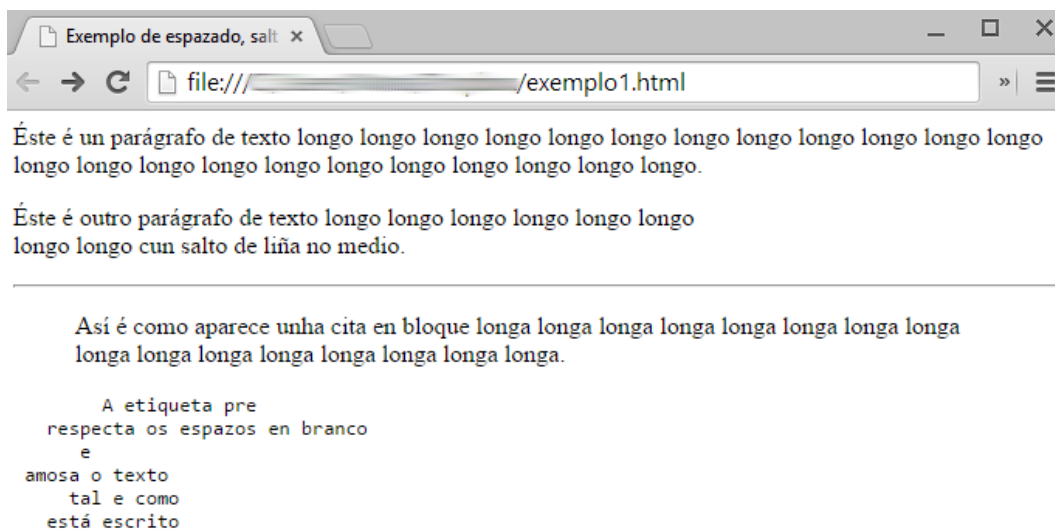 Exemplo de espazado, salt
file:/// /exemplo1.html
Éste é un parágrafo de texto longo longo longo longo longo longo longo longo longo longo longo longo
longo longo longo longo longo longo longo longo longo longo longo.
Éste é outro parágrafo de texto longo longo longo longo longo longo
longo longo cun salto de liña no medio.
Así é como aparece unha cita en bloque longa longa longa longa longa longa longa longa
longa longa longa longa longa longa longa longa.
A etiqueta pre
respecta os espazos en branco
e
amosa o texto
tal e como
está escrito